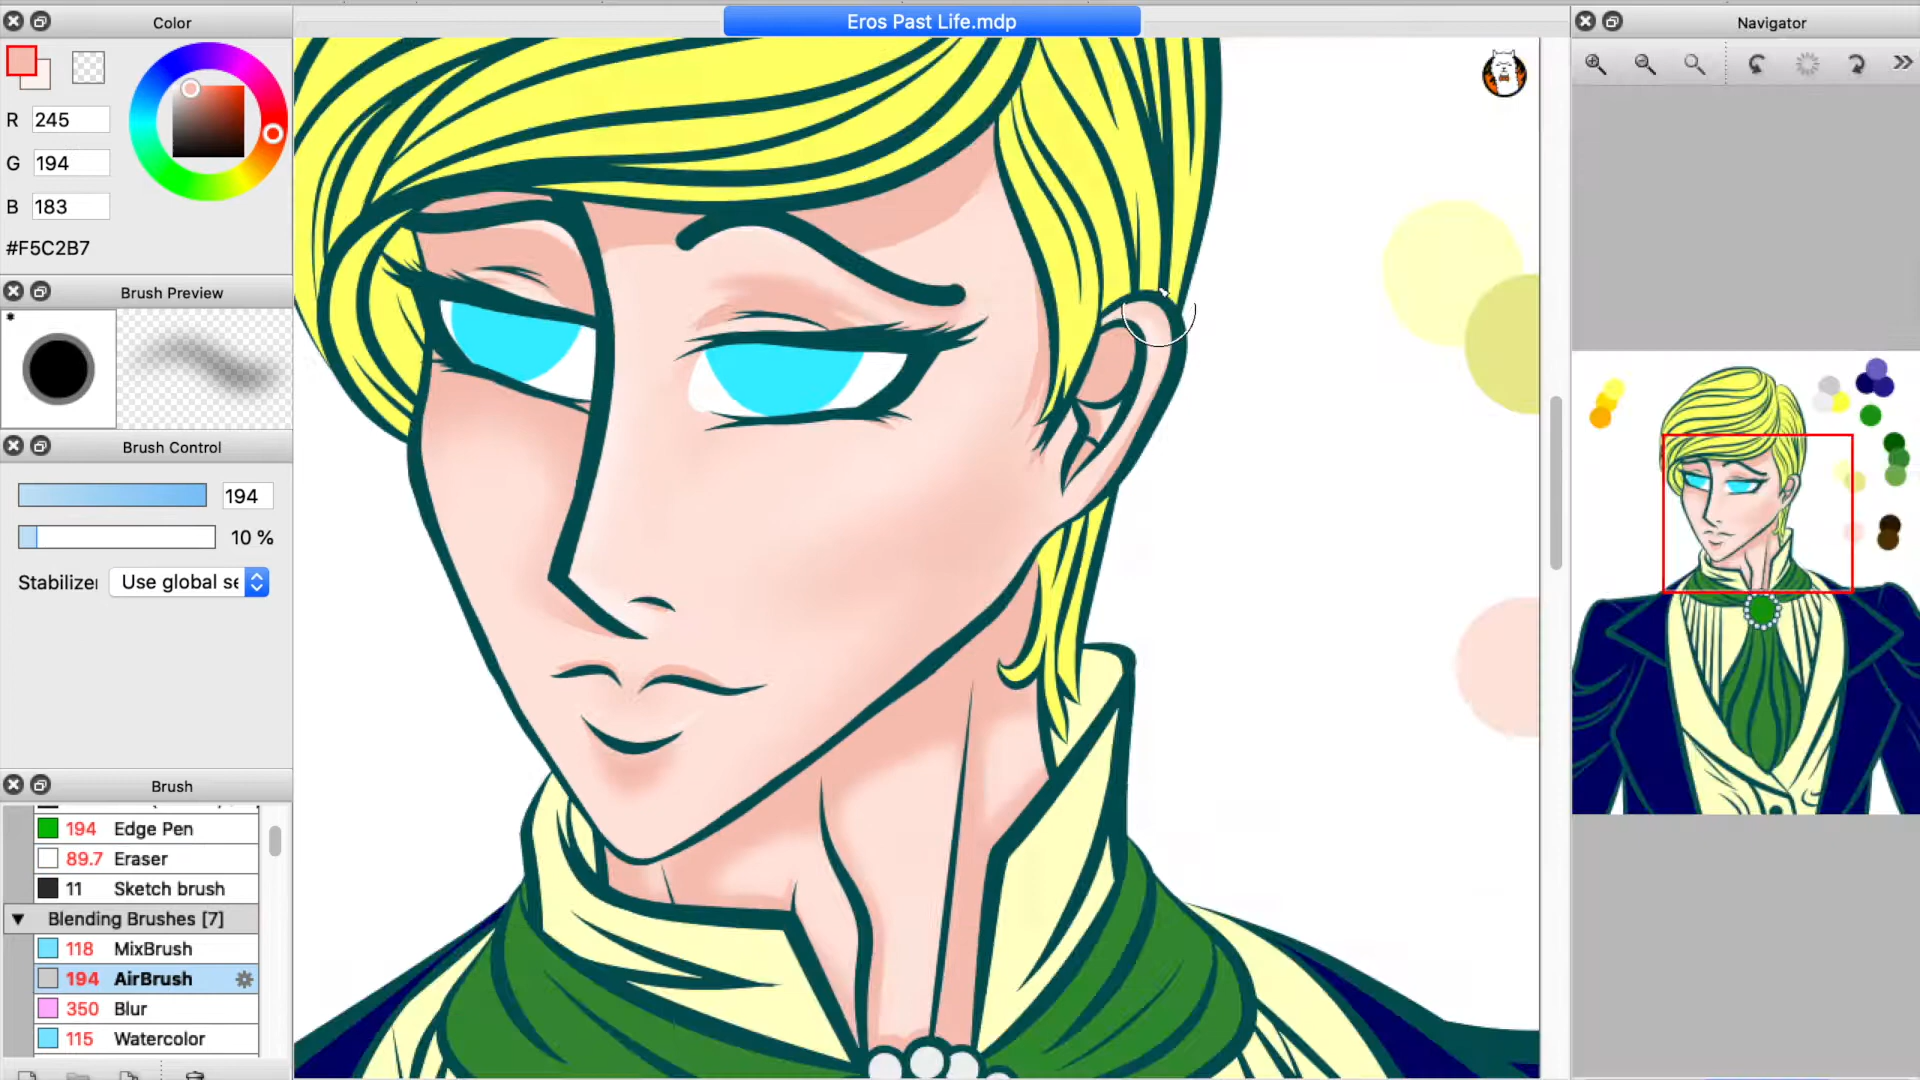 Color
Eros Past Life.mdp
Navigator
R 245
G 194
B 183
#F5C2B7
Brush Preview
*
Brush Control
194
10 %
Stabilizer Use global se
Brush
194 Edge Pen
89.7 Eraser
11 Sketch brush
Blending Brushes [7]
118 MixBrush
194 AirBrush
350 Blur
115 Watercolor